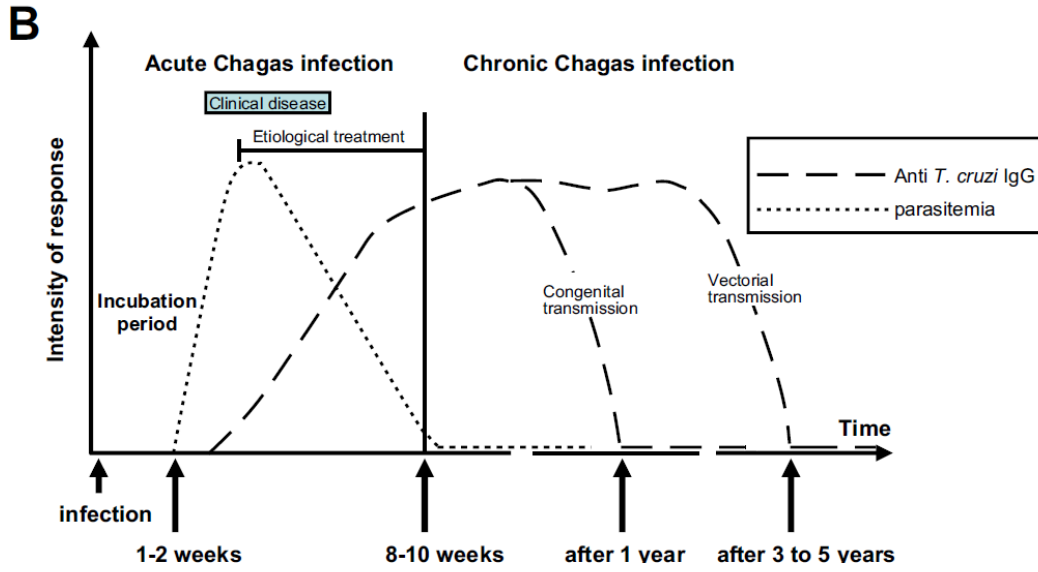 B
Acute Chagas infection
Chronic Chagas infection
Clinical disease
Etiological treatment
Anti T. cruzi IgG
parasitemia
Intensity of response
Incubation
period
Congenital
transmission
Vectorial
transmission
Time
infection
1-2 weeks
8-10 weeks
after 1 year
after 3 to 5 years